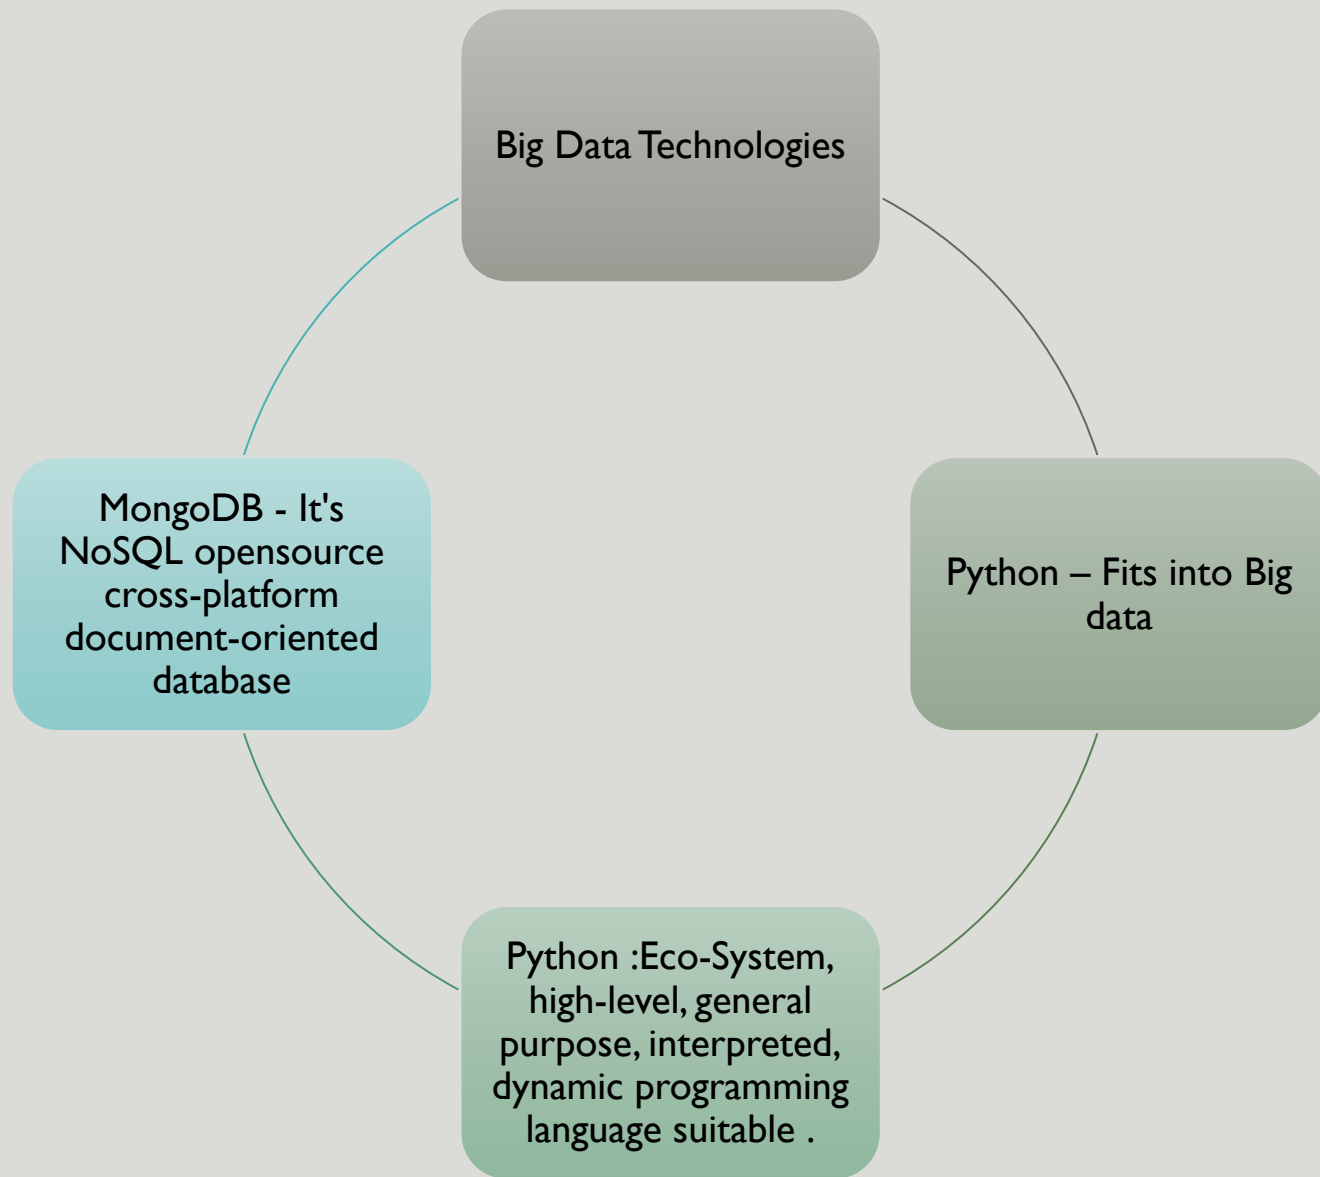 Big Data Technologies
Python – Fits into Big
data
Python :Eco-System,
high-level, general
purpose, interpreted,
dynamic programming
language suitable .
MongoDB - It's
NoSQL opensource
cross-platform
document-oriented
database